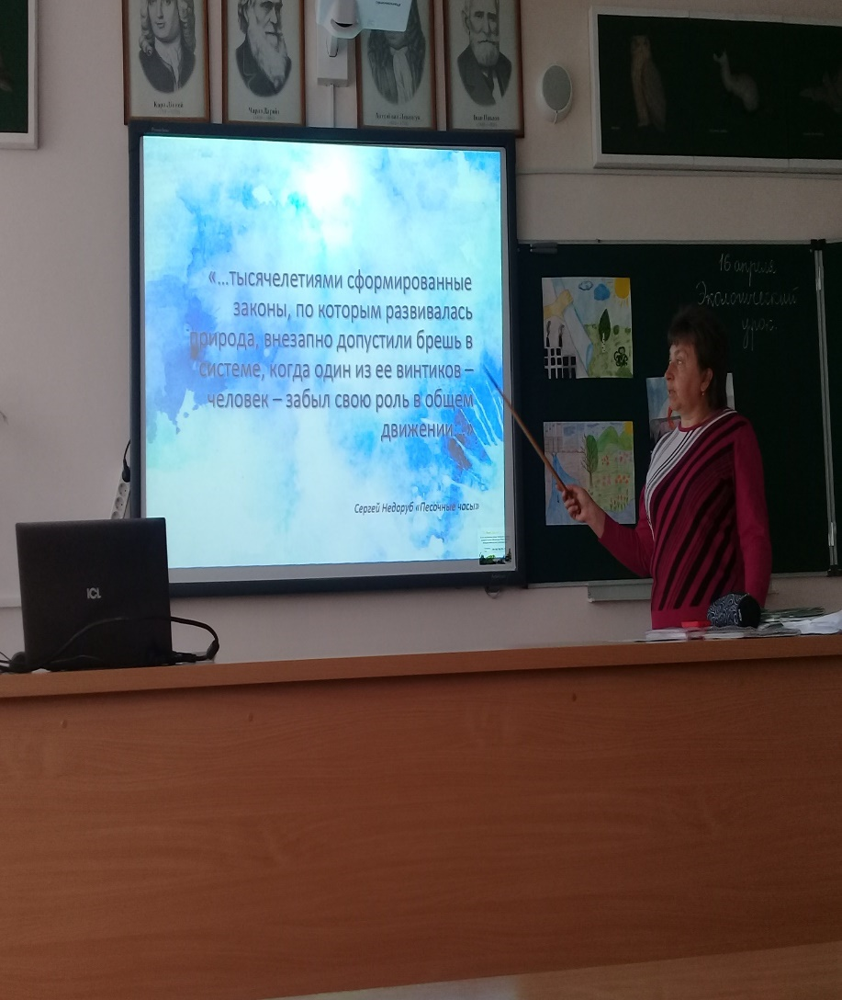 Карл Линней
Чарлз Дарвин
Иван Павлов
«...тысячелетиями сформированные
законы, по которым развивалась
природа, внезапно допустили брешь в
системе, когда один из ее винтиков –
человек – забыл свою роль в общем
движении...»
Сергей Недоруб «Песочные часы»
16 апреля
Экологический
урок.
ICL